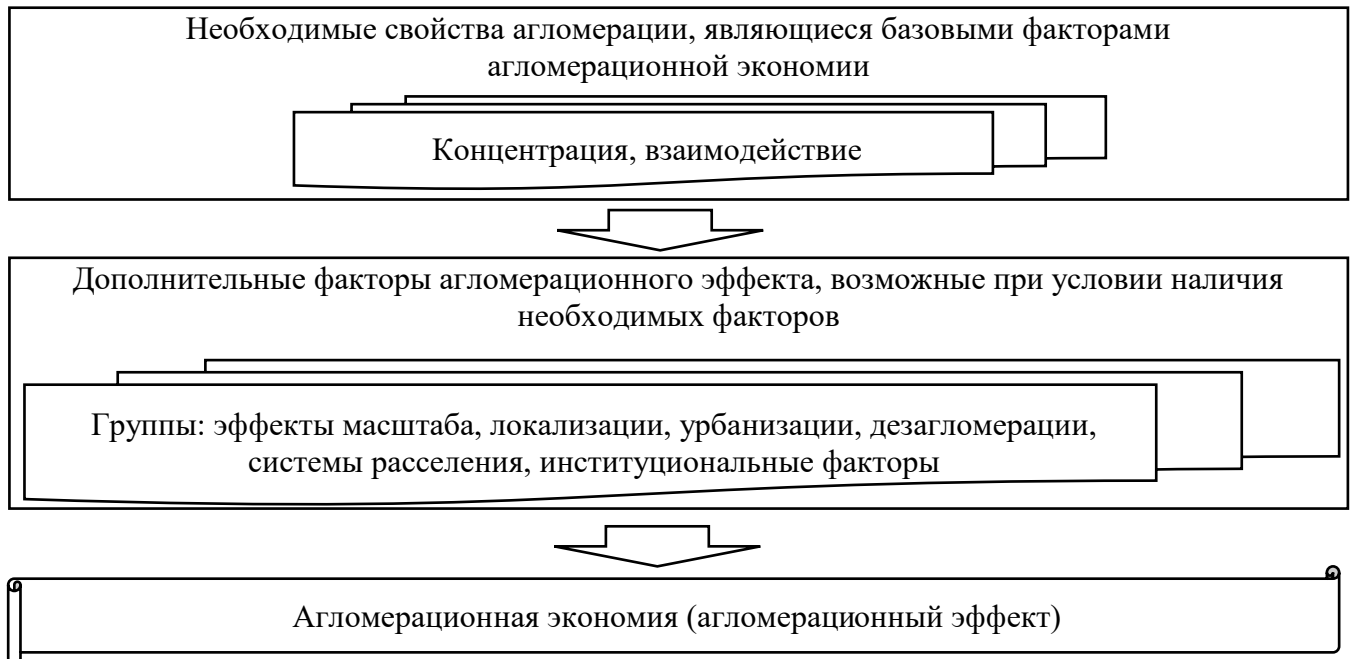 Необходимые свойства агломерации, являющиеся базовыми факторами
агломерационной экономии
Концентрация, взаимодействие
Дополнительные факторы агломерационного эффекта, возможные при условии наличия
необходимых факторов
Группы: эффекты масштаба, локализации, урбанизации, дезагломерации,
системы расселения, институциональные факторы
Агломерационная экономия (агломерационный эффект)